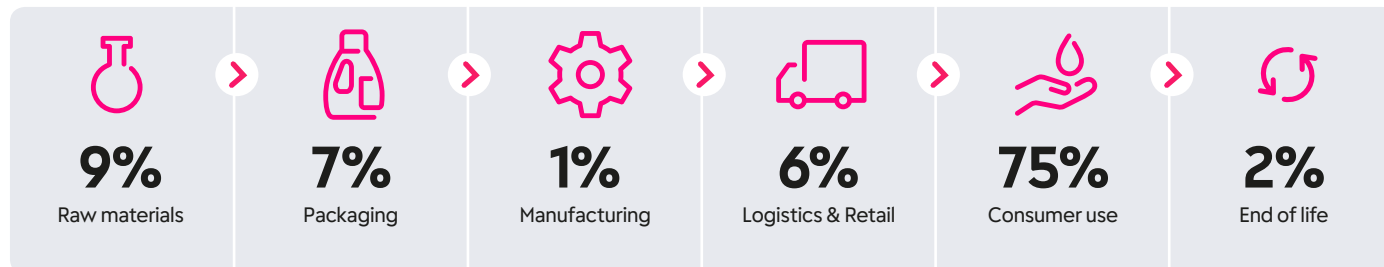 9%
Raw materials
7%
Packaging
1%
Manufacturing
6%
Logistics & Retail
75%
Consumer use
2%
End of life